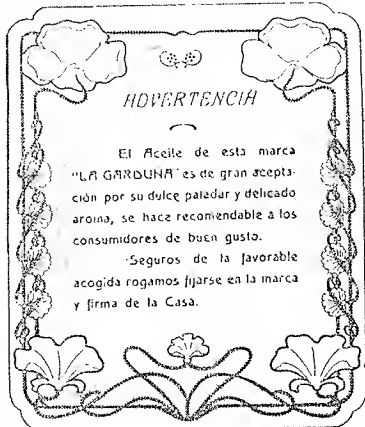 ADVERTENCIA
El Aceite de esta marca
"LA GARDUÑA" es de gran acepta-
ción por su dulce paladar y delicado
aroma, se hace recomendable a los
consumidores de buen gusto.
Seguros de la favorable
acogida rogamos fijarse en la marca
y firma de la Casa.